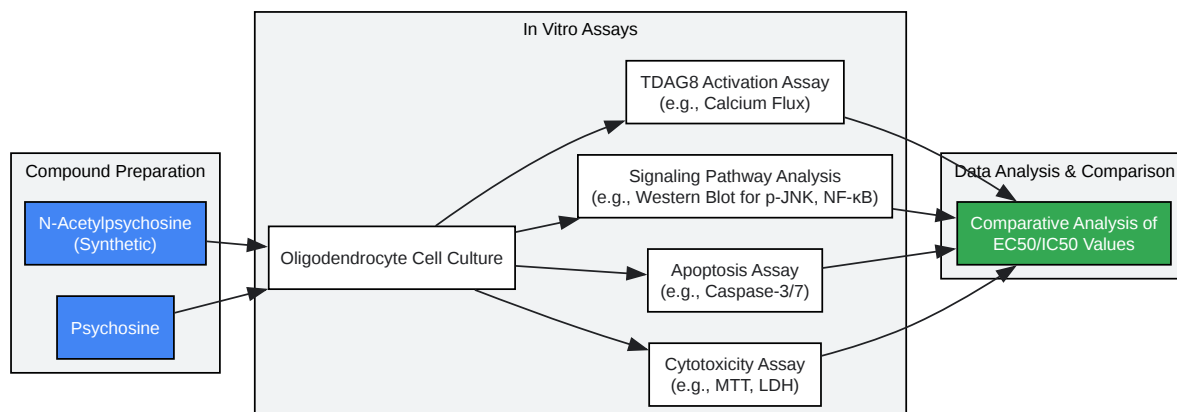 Compound Preparation
N-Acetylpsychosine
(Synthetic)
Psychosine
In Vitro Assays
Oligodendrocyte Cell Culture
TDAG8 Activation Assay
(e.g., Calcium Flux)
Signaling Pathway Analysis
(e.g., Western Blot for p-JNK, NF-κB)
Apoptosis Assay
(e.g., Caspase-3/7)
Cytotoxicity Assay
(e.g., MTT, LDH)
Data Analysis & Comparison
Comparative Analysis of
EC50/IC50 Values